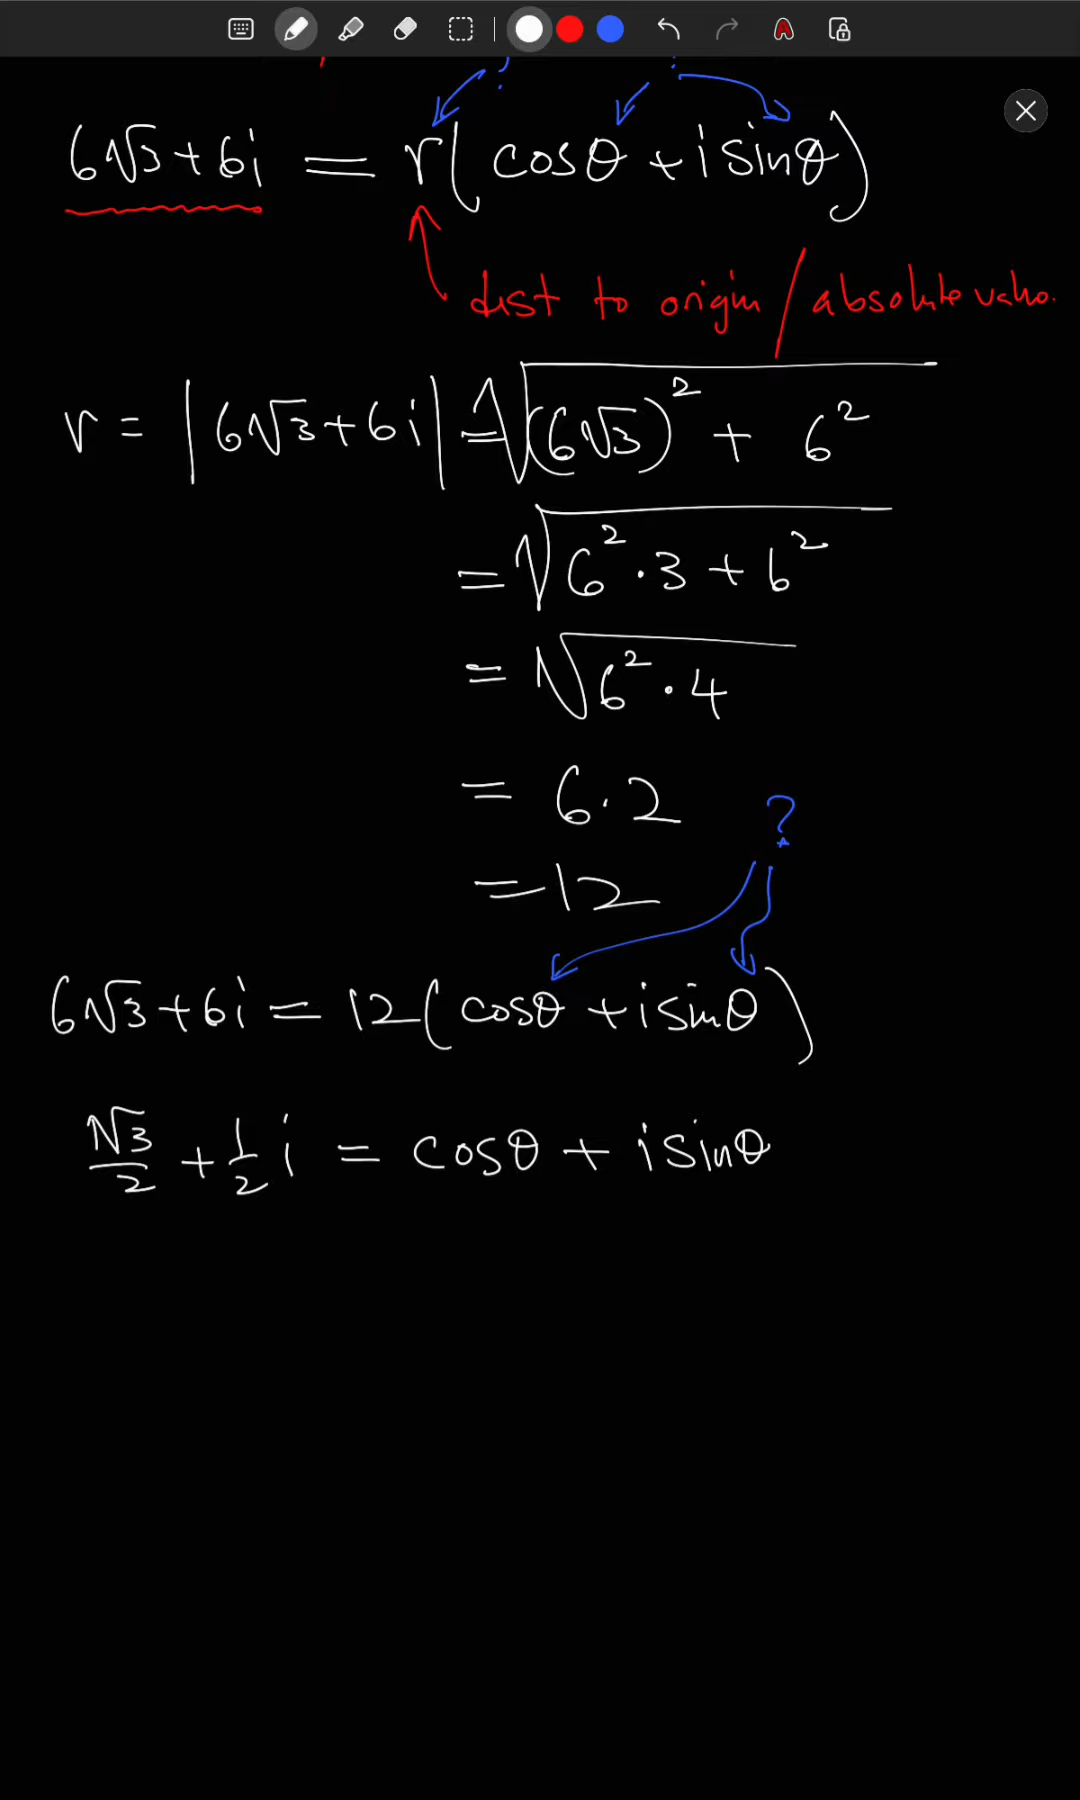 ? ?
6√3+6i = r(cosθ +i sinθ)
dist to origin / absolute value.
r = |6√3+6i| = √((6√3)² + 6²)
= √(6²·3 + 6²)
= √(6²·4)
= 6·2
?
= 12
6√3+6i = 12(cosθ +i sinθ)
√3/2 + 1/2 i = cosθ + i sinθ